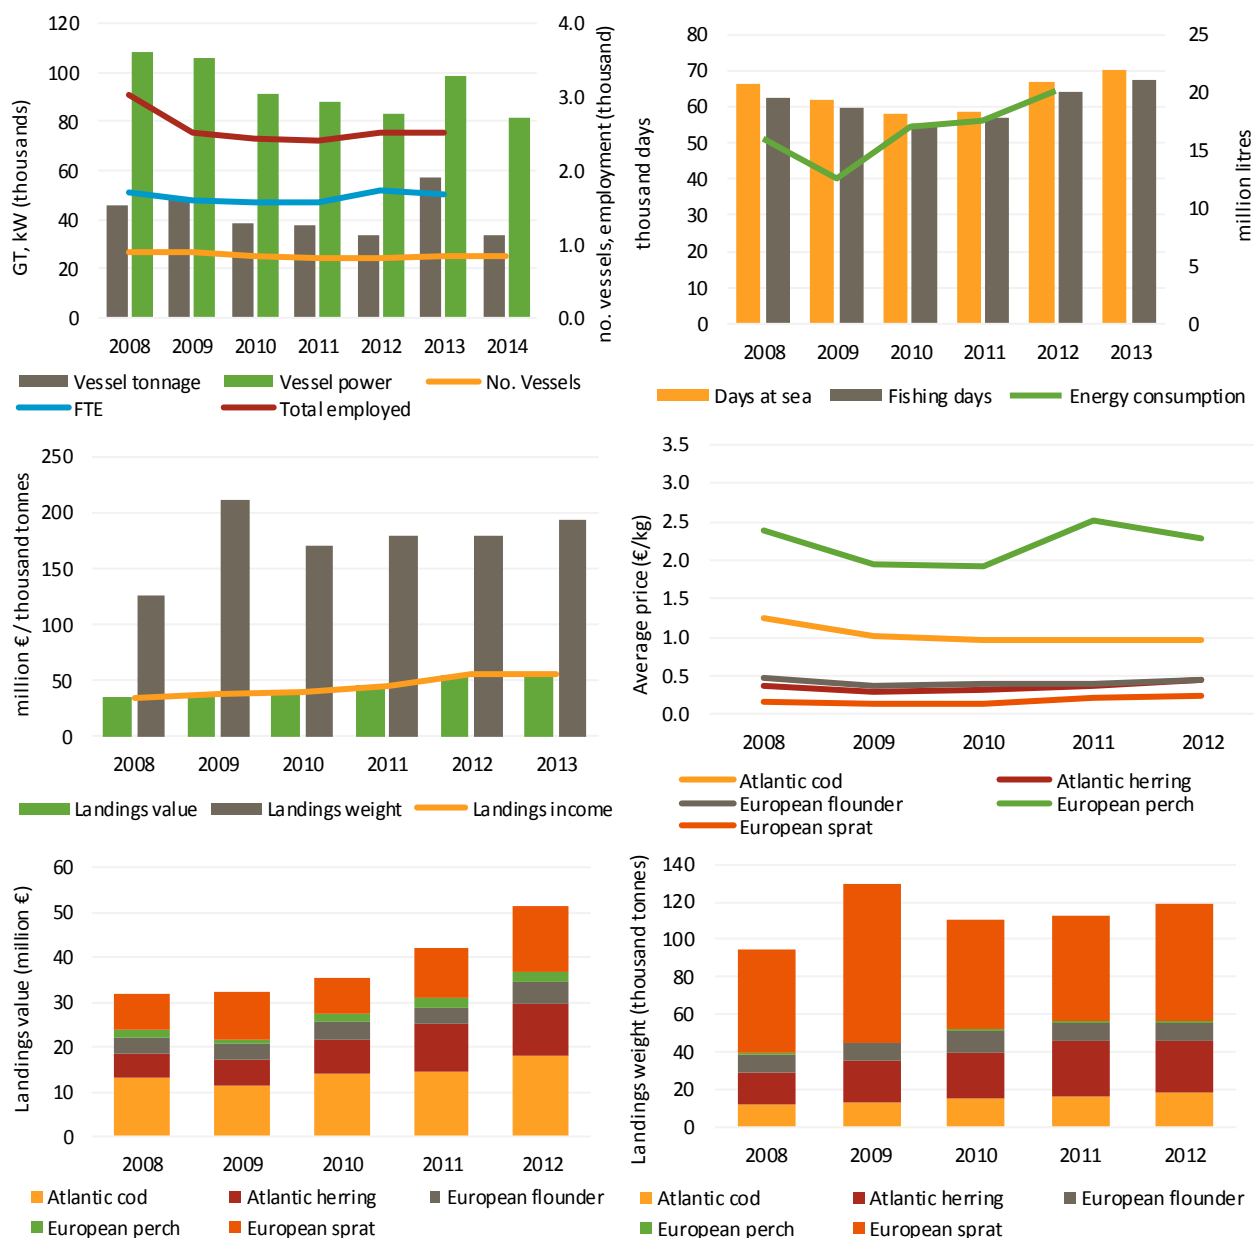 120
100
80
60
40
20
0
GT, kW (thousands)
4.0
3.0
2.0
1.0
0.0
no. vessels, employment (thousand)
2008 2009 2010 2011 2012 2013 2014
Vessel tonnage Vessel power No. Vessels
FTE Total employed
80
70
60
50
40
30
20
10
0
thousand days
25
20
15
10
5
0
million litres
2008 2009 2010 2011 2012 2013
Days at sea Fishing days Energy consumption
250
200
150
100
50
0
million € / thousand tonnes
2008 2009 2010 2011 2012 2013
Landings value Landings weight Landings income
3.5
3.0
2.5
2.0
1.5
1.0
0.5
0.0
Average price (€/kg)
2008 2009 2010 2011 2012
Atlantic cod Atlantic herring
European flounder European perch
European sprat
60
50
40
30
20
10
0
Landings value (million €)
2008 2009 2010 2011 2012
Atlantic cod Atlantic herring European flounder
European perch European sprat
140
120
100
80
60
40
20
0
Landings weight (thousand tonnes)
2008 2009 2010 2011 2012
Atlantic cod Atlantic herring European flounder
European perch European sprat